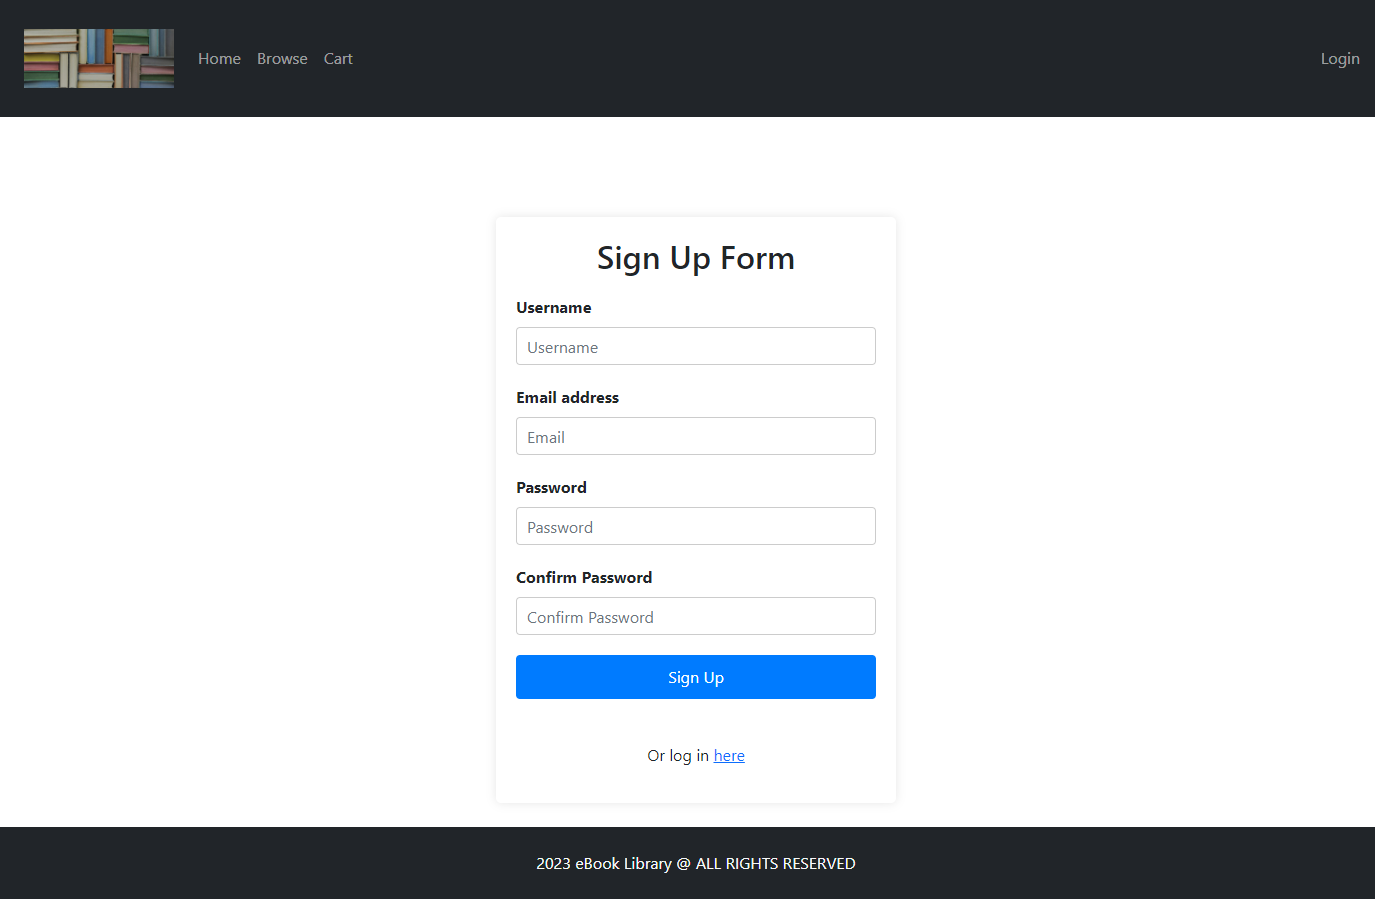 Home Browse Cart Login
Sign Up Form
Username
Username
Email address
Email
Password
Password
Confirm Password
Confirm Password
Sign Up
Or log in here
2023 eBook Library @ ALL RIGHTS RESERVED